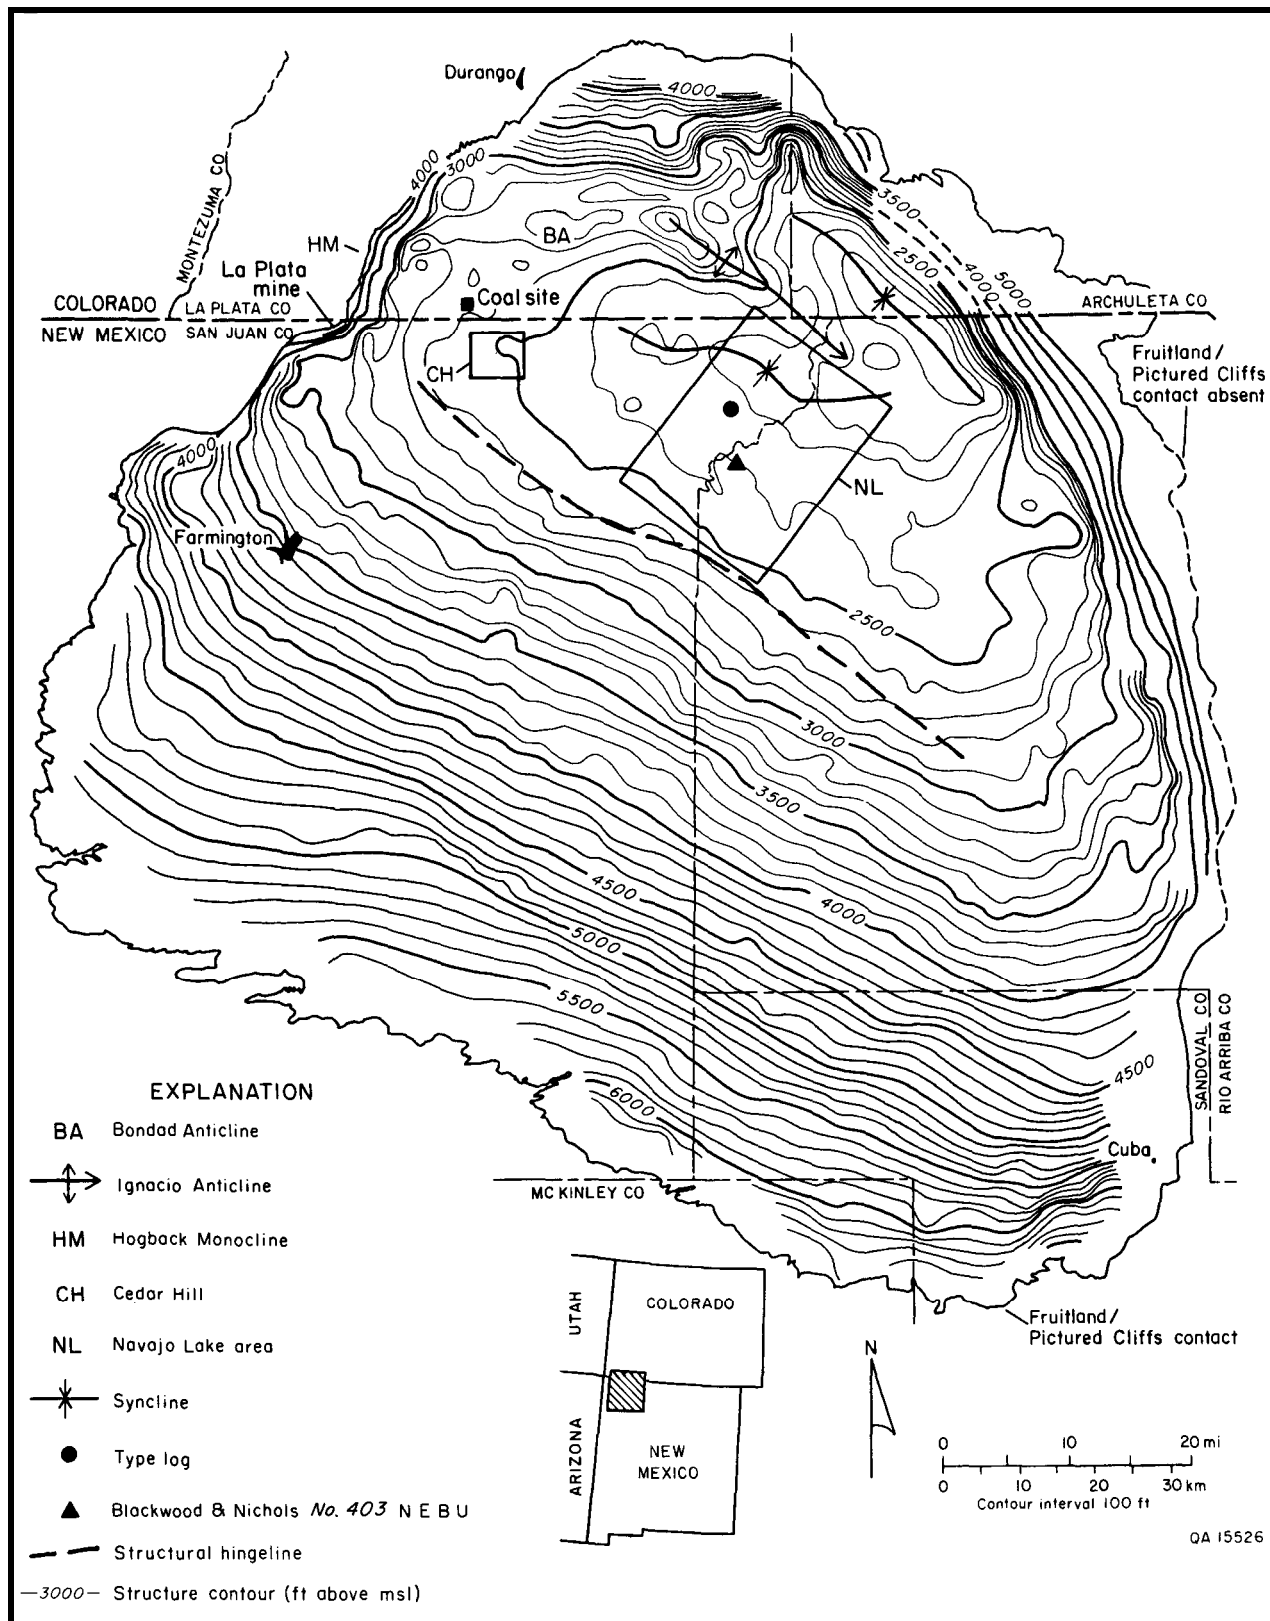 Durango
4000
4000
3000
MONTEZUMA CO
3500
HM
BA
2500
4000
5000
La Plata
mine
Coal site
COLORADO
LA PLATA CO
ARCHULETA CO
NEW MEXICO
SAN JUAN CO
Fruitland/
Pictured Cliffs
contact absent
CH
4000
NL
Farmington
2500
3000
3500
4500
4000
5000
5500
SANDOVAL CO
RIO ARRIBA CO
4500
6000
Cuba
MC KINLEY CO
EXPLANATION
BA Bondad Anticline
Ignacio Anticline
HM Hogback Monocline
CH Cedar Hill
NL Navajo Lake area
Syncline
Type log
Blackwood & Nichols No. 403 N E B U
Structural hingeline
—3000— Structure contour (ft above msl)
UTAH
COLORADO
ARIZONA
NEW
MEXICO
Fruitland/
Pictured Cliffs contact
N
0 10 20 mi
0 10 20 30 km
Contour interval 100 ft
QA 15526